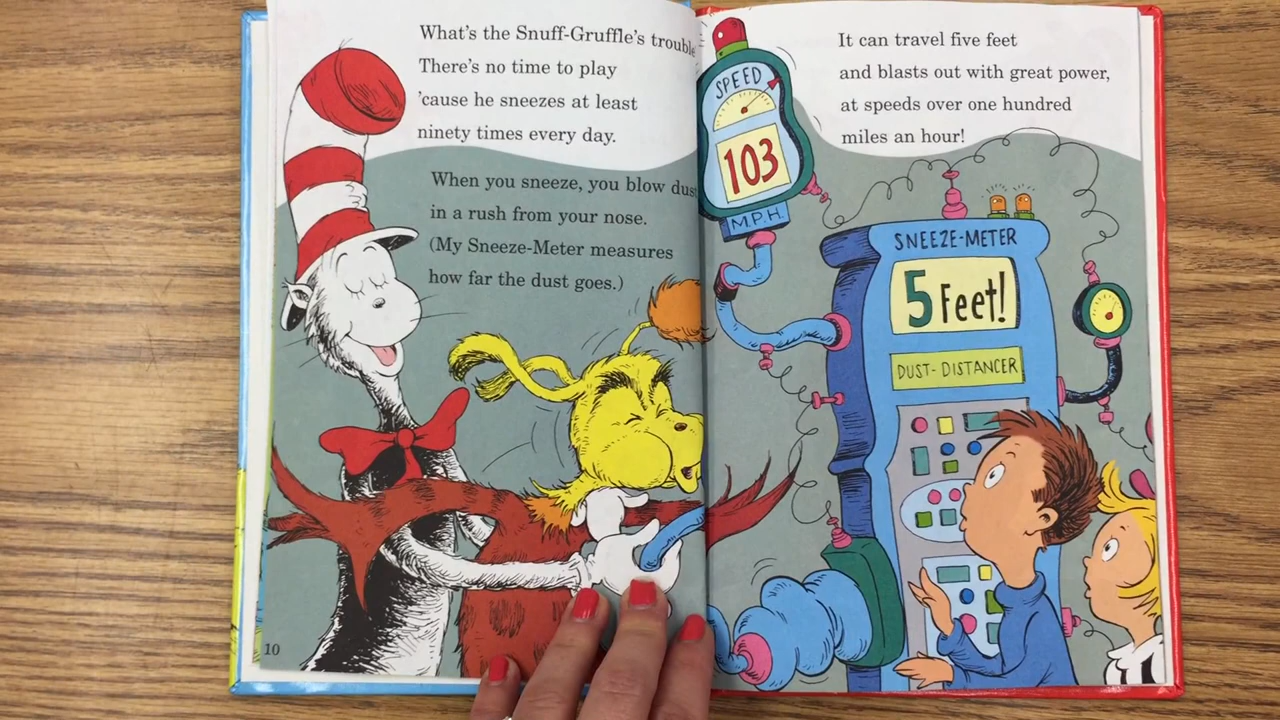 What's the Snuff-Gruffle's trouble
There's no time to play
'cause he sneezes at least
ninety times every day.
When you sneeze, you blow dust
in a rush from your nose.
(My Sneeze-Meter measures
how far the dust goes.)
10
It can travel five feet
and blasts out with great power,
at speeds over one hundred
miles an hour!
SPEED
103
M.P.H.
SNEEZE-METER
5 Feet!
DUST-DISTANCER